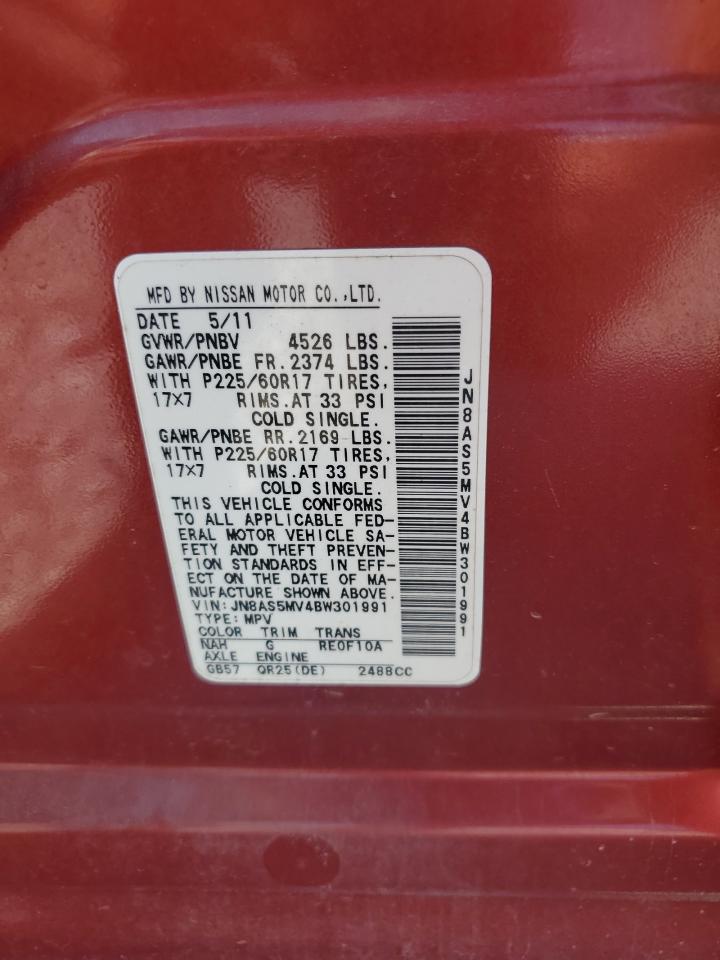 MFD BY NISSAN MOTOR CO.,LTD.
DATE 5/11
GVWR/PNBV 4526 LBS.
GAWR/PNBE FR.2374 LBS.
WITH P225/60R17 TIRES,
17×7 RIMS.AT 33 PSI
COLD SINGLE.
GAWR/PNBE RR.2169 LBS.
WITH P225/60R17 TIRES,
17×7 RIMS.AT 33 PSI
COLD SINGLE.
THIS VEHICLE CONFORMS
TO ALL APPLICABLE FED-
ERAL MOTOR VEHICLE SA-
FETY AND THEFT PREVEN-
TION STANDARDS IN EFF-
ECT ON THE DATE OF MA-
NUFACTURE SHOWN ABOVE.
VIN:JN8AS5MV4BW301991
TYPE:MPV
COLOR TRIM TRANS
NAH G RE0F10A
AXLE ENGINE
GB57 QR25(DE) 2488CC
JN8AS5MV4BW301991